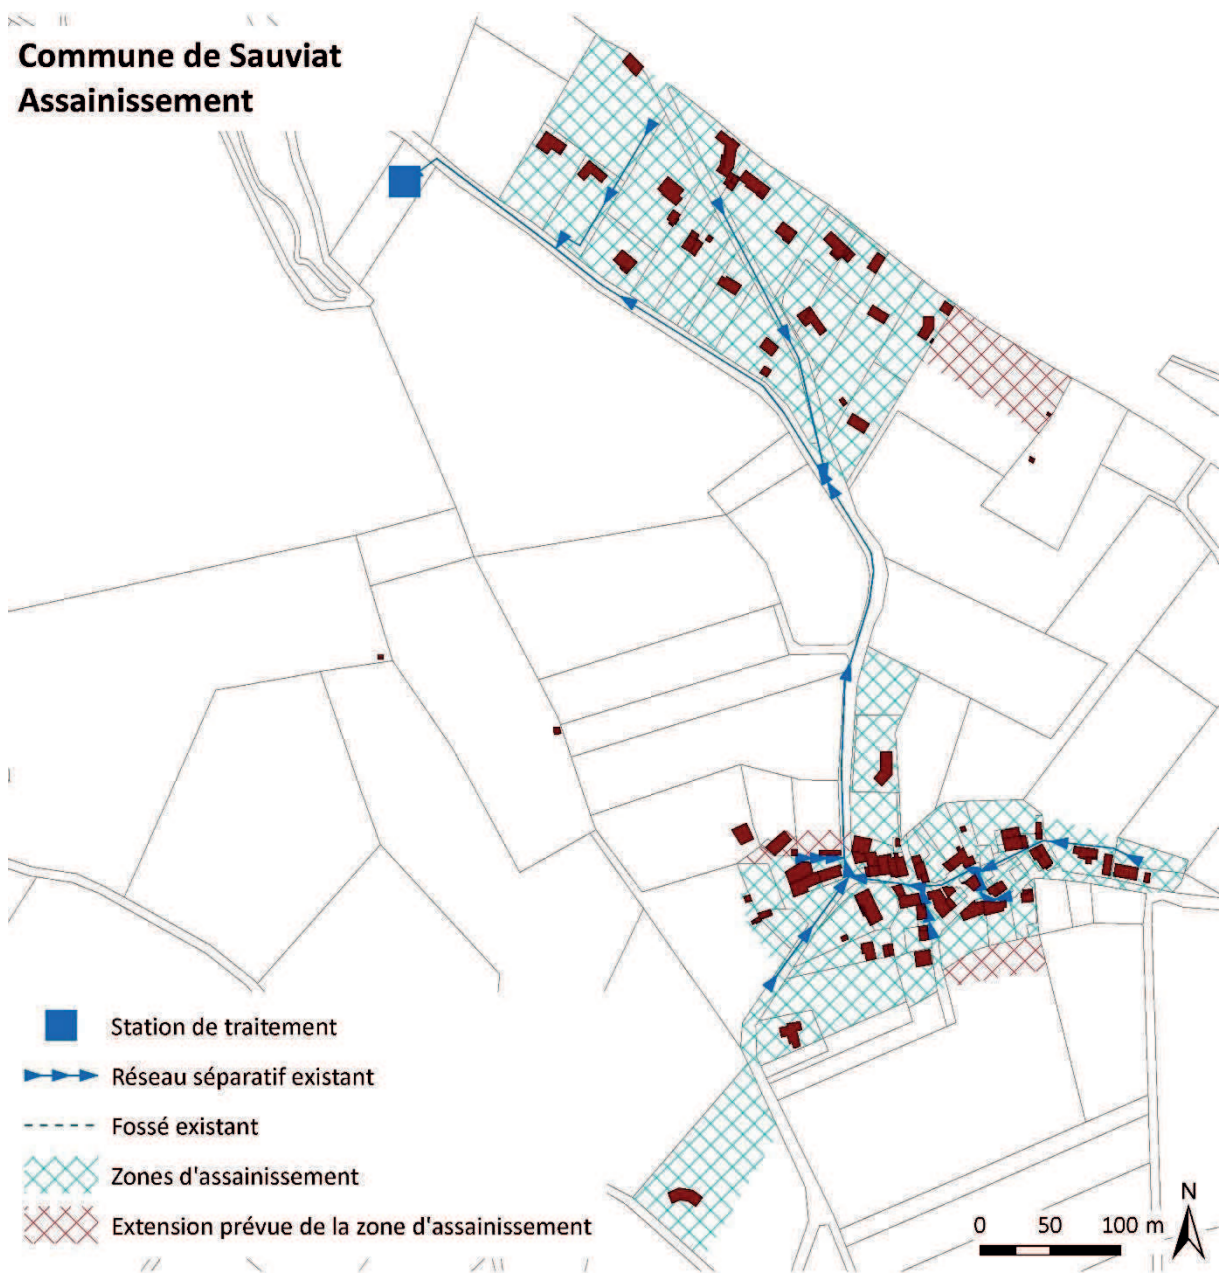 Commune de Sauviat
Assainissement
Station de traitement
Réseau séparatif existant
Fossé existant
Zones d'assainissement
Extension prévue de la zone d'assainissement
0 50 100 m
N